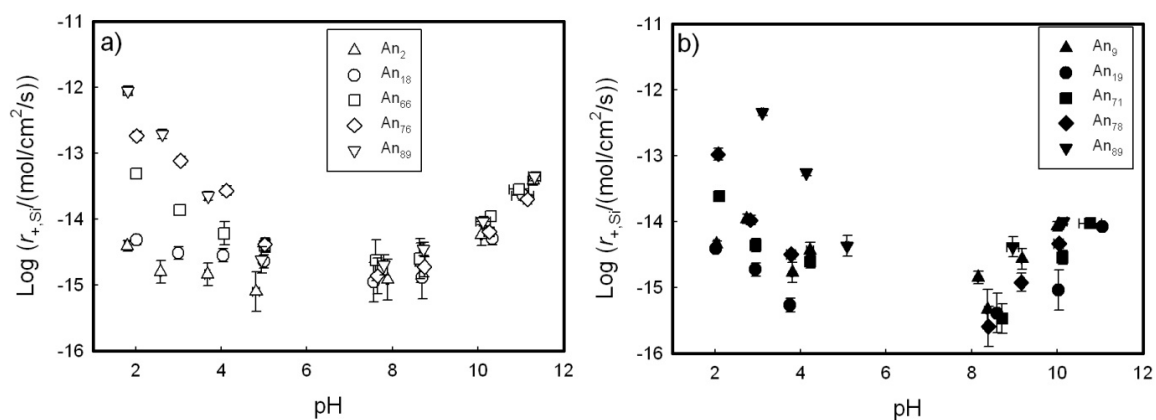 a)
An2
An18
An66
An76
An89
-11
-12
-13
-14
-15
-16
Log (r+,Si/(mol/cm2/s))
2
4
6
8
10
12
pH
b)
An9
An19
An71
An78
An89
-11
-12
-13
-14
-15
-16
Log (r+,Si/(mol/cm2/s))
2
4
6
8
10
12
pH